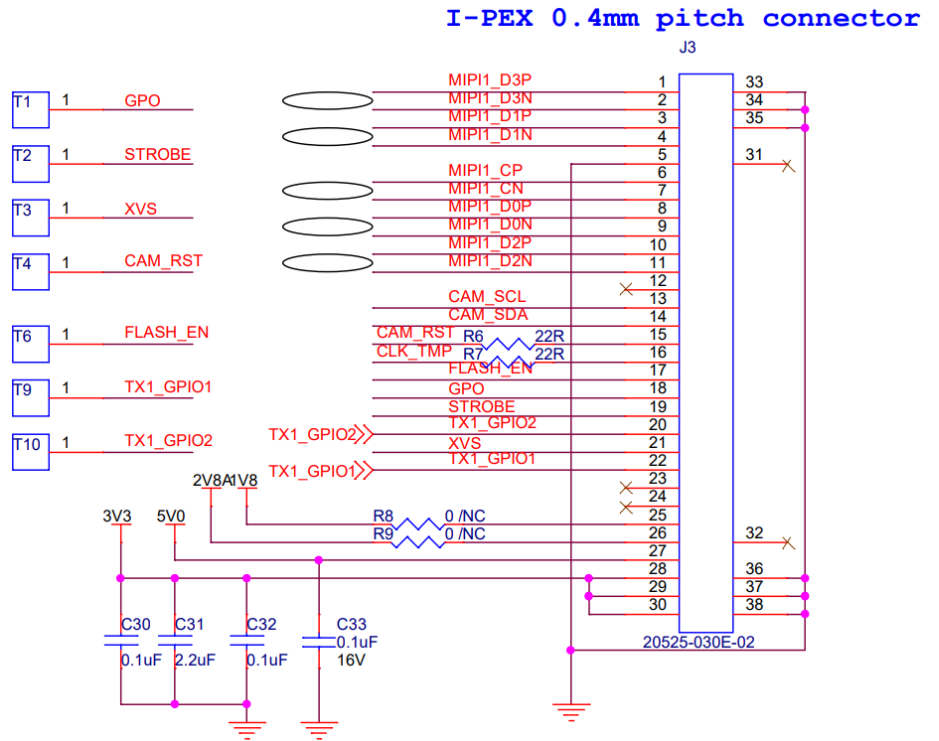 I-PEX 0.4mm pitch connector
J3
T1 1 GPO
T2 1 STROBE
T3 1 XVS
T4 1 CAM_RST
T6 1 FLASH_EN
T9 1 TX1_GPIO1
T10 1 TX1_GPIO2
MIPI1_D3P 1 33
MIPI1_D3N 2 34
MIPI1_D1P 3 35
MIPI1_D1N 4
5 31
MIPI1_CP 6
MIPI1_CN 7
MIPI1_D0P 8
MIPI1_D0N 9
MIPI1_D2P 10
MIPI1_D2N 11
12
CAM_SCL 13
CAM_SDA 14
CAM_RST R6 22R 15
CLK_TMP R7 22R 16
FLASH_EN 17
GPO 18
STROBE 19
TX1_GPIO2 TX1_GPIO2 20
XVS 21
TX1_GPIO1 TX1_GPIO1 22
23
24
2V8A 1V8
3V3 5V0
R8 0 /NC 25
R9 0 /NC 26 32
27
28 36
29 37
30 38
20525-030E-02
C30 C31 C32 C33
0.1uF 2.2uF 0.1uF 0.1uF
16V